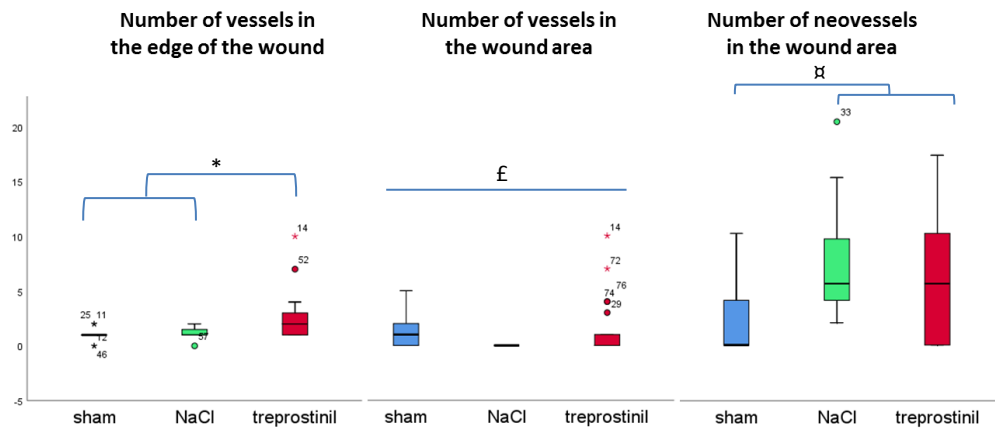 Number of vessels in
the edge of the wound
Number of vessels in
the wound area
Number of neovessels
in the wound area
¤
33
20
*
£
15
14
14
10
52
72
76
74
29
5
25 11
12
57
46
0
-5
sham NaCl treprostinil
sham NaCl treprostinil
sham NaCl treprostinil